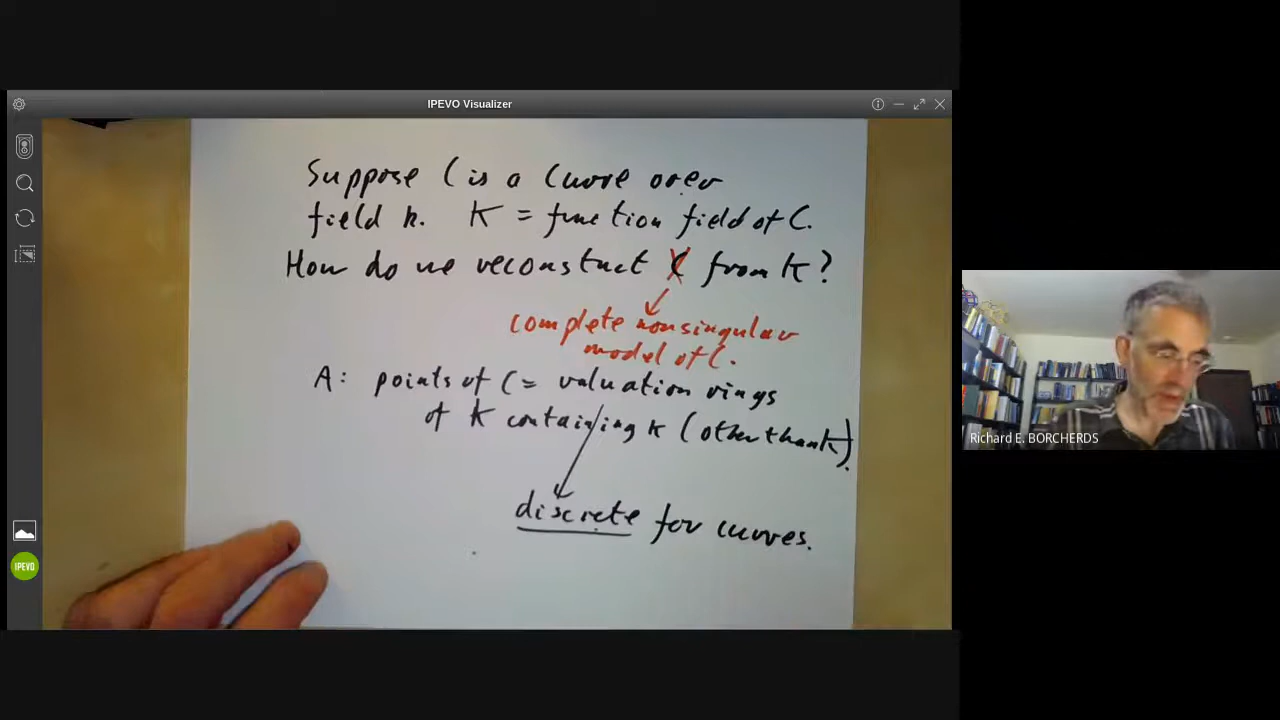 IPEVO Visualizer
Suppose C is a Curve over
field k. K = function field of C.
How do we reconstruct C from K?
complete nonsingular
model of C.
A: points of C = valuation rings
of K containing k (other than K).
discrete for curves.
Richard E. BORCHERDS
IPEVO